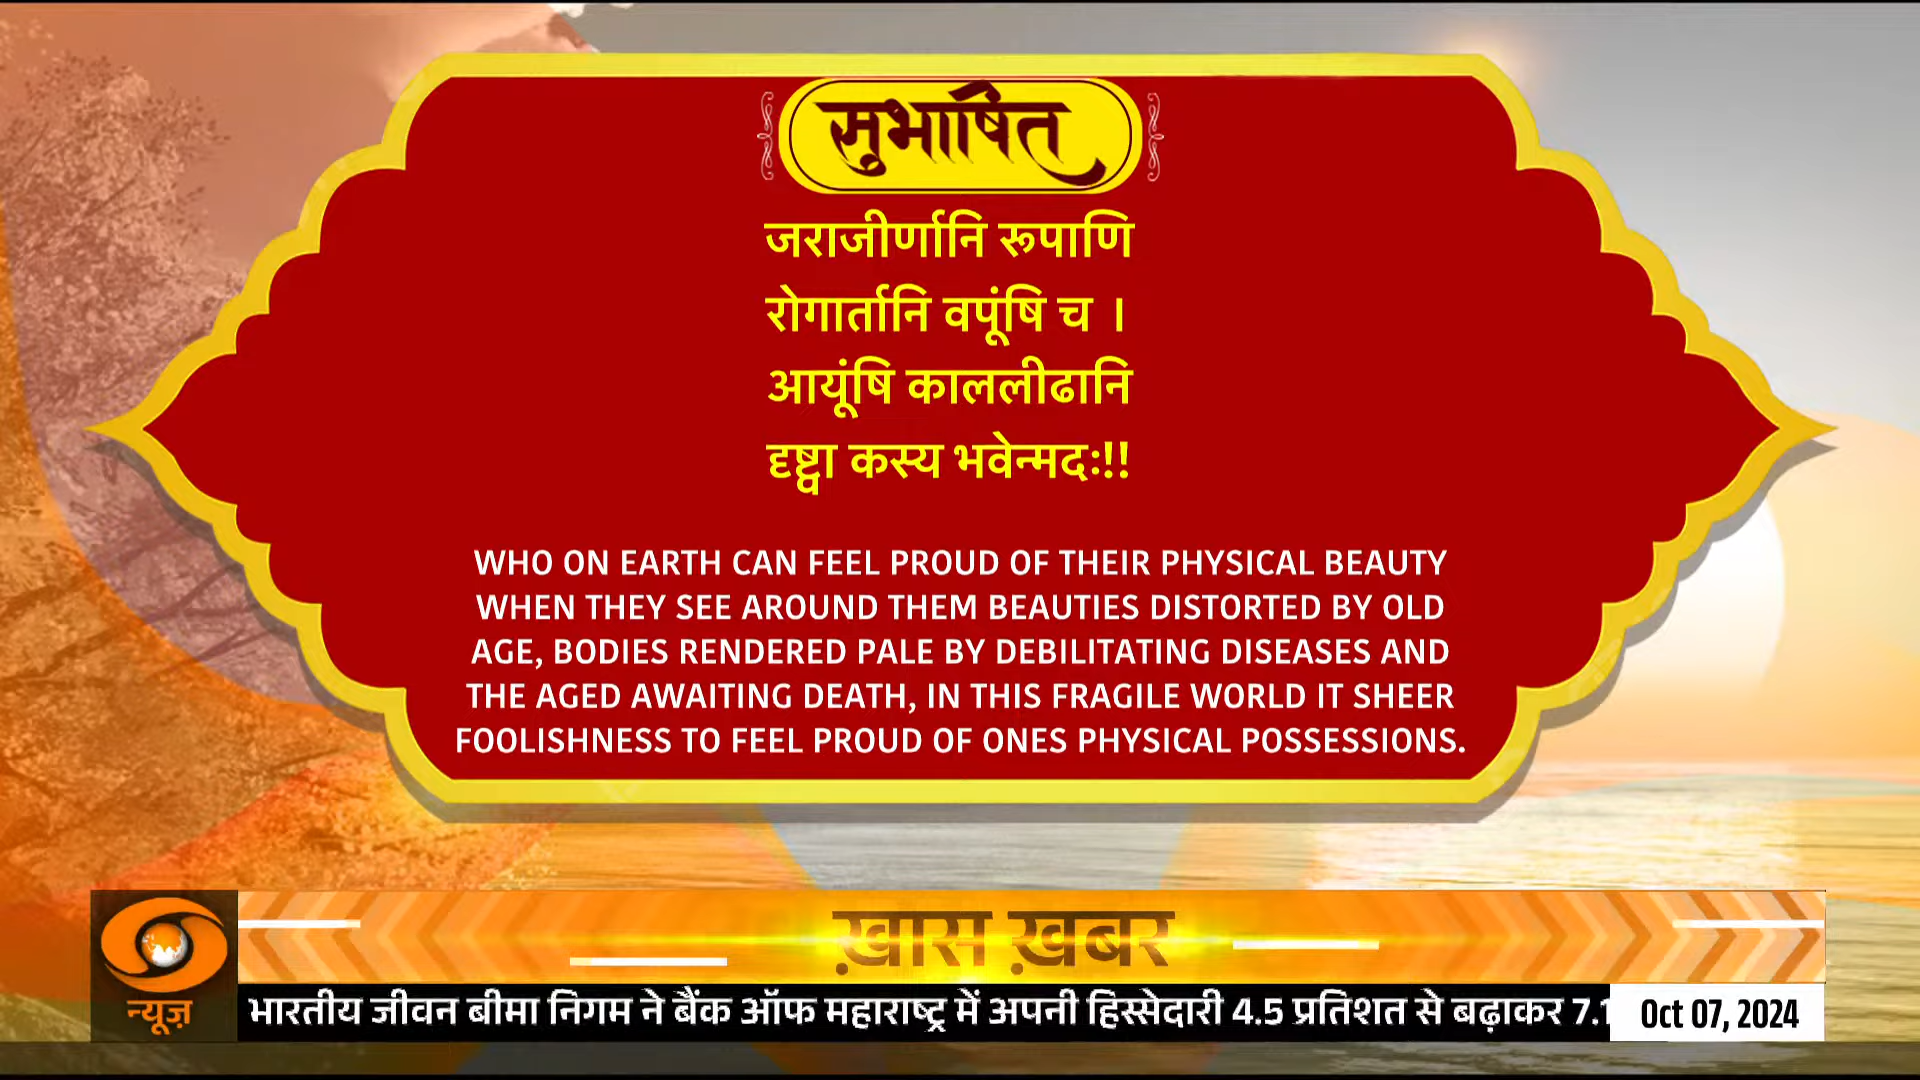 सुभाषित
जराजीर्णानि रूपाणि
रोगार्तानि वपूंषि च ।
आयूंषि काललीढानि
दृष्ट्वा कस्य भवेन्मदः!!
WHO ON EARTH CAN FEEL PROUD OF THEIR PHYSICAL BEAUTY
WHEN THEY SEE AROUND THEM BEAUTIES DISTORTED BY OLD
AGE, BODIES RENDERED PALE BY DEBILITATING DISEASES AND
THE AGED AWAITING DEATH, IN THIS FRAGILE WORLD IT SHEER
FOOLISHNESS TO FEEL PROUD OF ONES PHYSICAL POSSESSIONS.
ख़ास ख़बर
न्यूज़
भारतीय जीवन बीमा निगम ने बैंक ऑफ महाराष्ट्र में अपनी हिस्सेदारी 4.5 प्रतिशत से बढ़ाकर 7.1
Oct 07, 2024